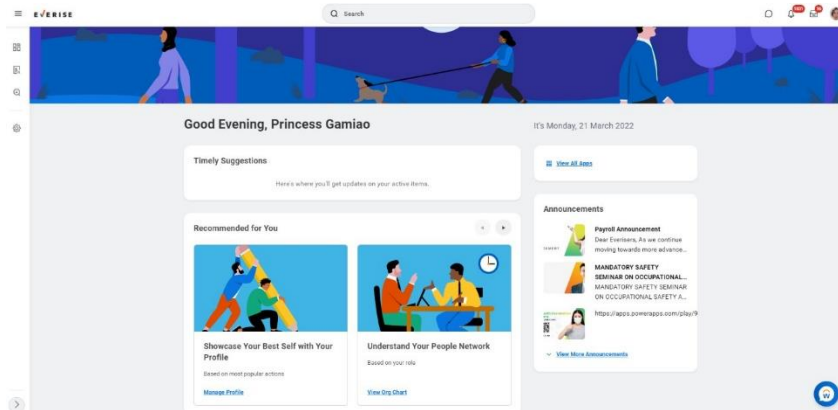 EVERISE
Search
Good Evening, Princess Gamiao
It's Monday, 21 March 2022
Timely Suggestions
Here's where you'll get updates on your active items.
View All Apps
Recommended for You
Showcase Your Best Self with Your
Profile
Based on most popular actions
Manage Profile
Understand Your People Network
Based on your role
View Org Chart
Announcements
Payroll Announcement
Dear Everisers, As we continue
moving towards more advance...
MANDATORY SAFETY
SEMINAR ON OCCUPATIONAL...
MANDATORY SAFETY SEMINAR
ON OCCUPATIONAL SAFETY A...
https://apps.powerapps.com/play/9
View More Announcements